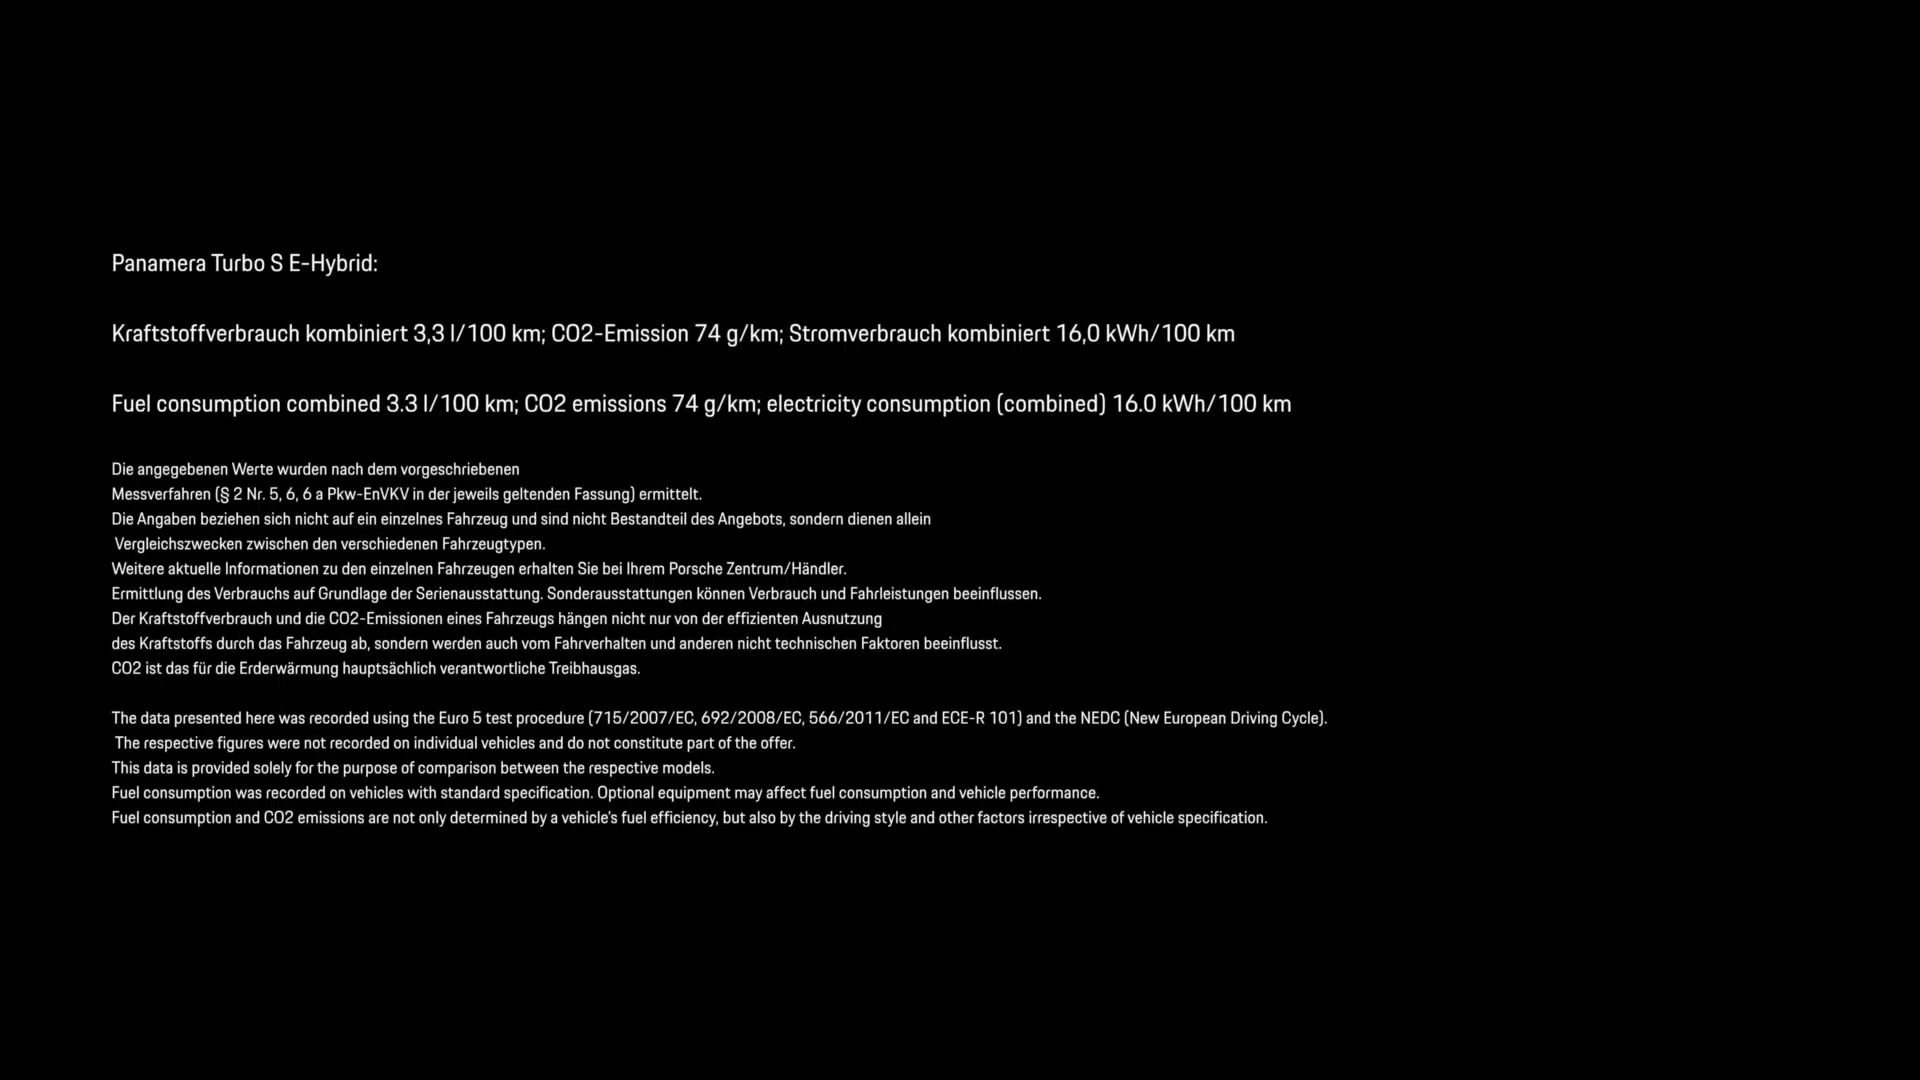 Panamera Turbo S E-Hybrid:
Kraftstoffverbrauch kombiniert 3,3 l/100 km; CO2-Emission 74 g/km; Stromverbrauch kombiniert 16,0 kWh/100 km
Fuel consumption combined 3.3 l/100 km; CO2 emissions 74 g/km; electricity consumption (combined) 16.0 kWh/100 km
Die angegebenen Werte wurden nach dem vorgeschriebenen
Messverfahren (§ 2 Nr. 5, 6, 6 a Pkw-EnVKV in der jeweils geltenden Fassung) ermittelt.
Die Angaben beziehen sich nicht auf ein einzelnes Fahrzeug und sind nicht Bestandteil des Angebots, sondern dienen allein
Vergleichszwecken zwischen den verschiedenen Fahrzeugtypen.
Weitere aktuelle Informationen zu den einzelnen Fahrzeugen erhalten Sie bei Ihrem Porsche Zentrum/Händler.
Ermittlung des Verbrauchs auf Grundlage der Serienausstattung. Sonderausstattungen können Verbrauch und Fahrleistungen beeinflussen.
Der Kraftstoffverbrauch und die CO2-Emissionen eines Fahrzeugs hängen nicht nur von der effizienten Ausnutzung
des Kraftstoffs durch das Fahrzeug ab, sondern werden auch vom Fahrverhalten und anderen nicht technischen Faktoren beeinflusst.
CO2 ist das für die Erderwärmung hauptsächlich verantwortliche Treibhausgas.
The data presented here was recorded using the Euro 5 test procedure (715/2007/EC, 692/2008/EC, 566/2011/EC and ECE-R 101) and the NEDC (New European Driving Cycle).
The respective figures were not recorded on individual vehicles and do not constitute part of the offer.
This data is provided solely for the purpose of comparison between the respective models.
Fuel consumption was recorded on vehicles with standard specification. Optional equipment may affect fuel consumption and vehicle performance.
Fuel consumption and CO2 emissions are not only determined by a vehicle's fuel efficiency, but also by the driving style and other factors irrespective of vehicle specification.